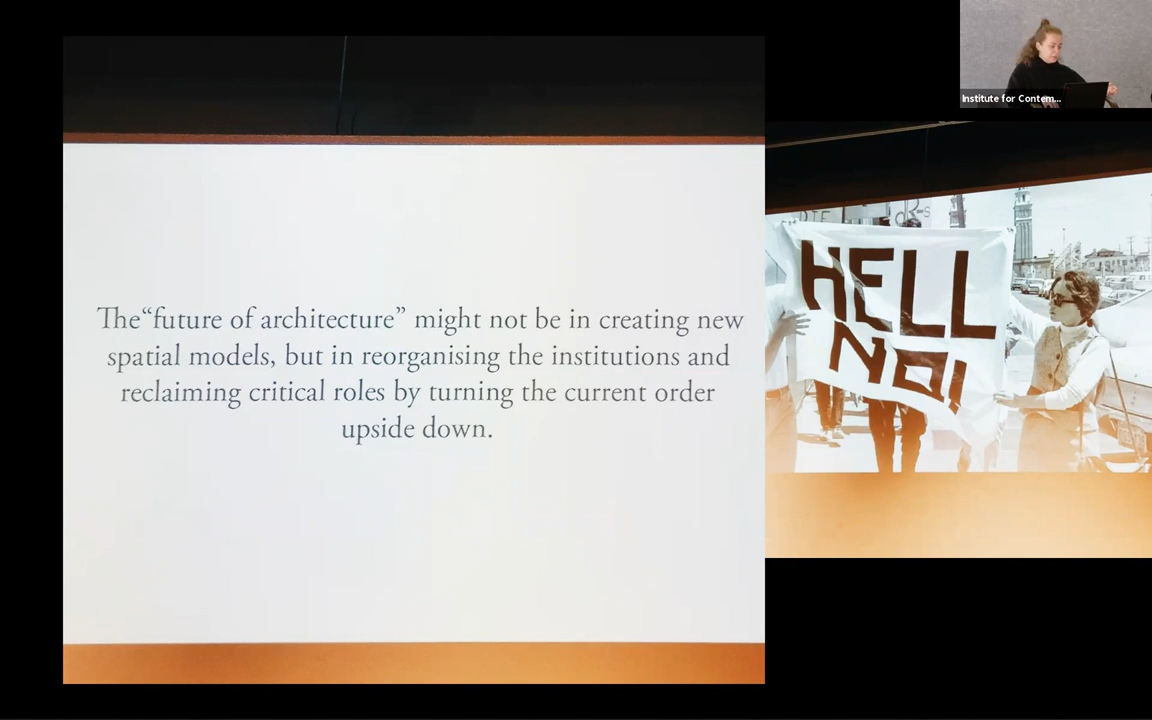 The“future of architecture” might not be in creating new
spatial models, but in reorganising the institutions and
reclaiming critical roles by turning the current order
upside down.
Institute for Contem...
HELL
NO!